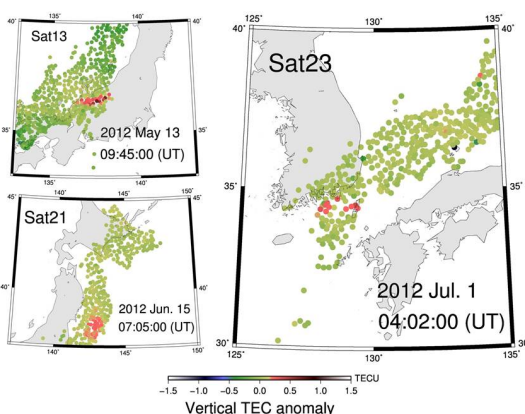 135° 140°
40° 40°
Sat13
2012 May 13
35° 35°
09:45:00 (UT)
135° 140°
145° 150°
45° 45°
Sat21
40° 40°
2012 Jun. 15
07:05:00 (UT)
140° 145° 150°
125° 130° 135°
40°
Sat23
35° 35°
2012 Jul. 1
04:02:00 (UT)
30° 30°
125° 130° 135°
TECU
−1.5 −1.0 −0.5 0.0 0.5 1.0 1.5
Vertical TEC anomaly